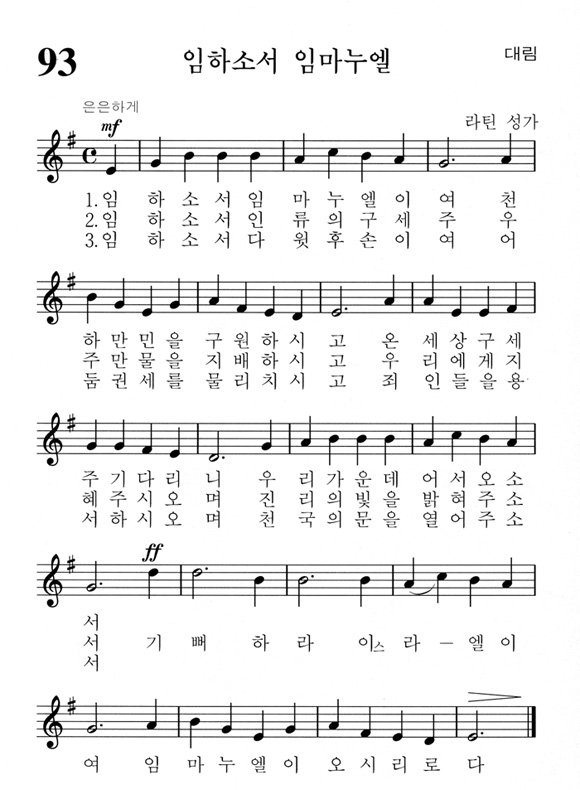 93 임하소서 임마누엘 대림
은은하게
mf
라틴 성가
1.임 하 소 서 임 마 누 엘 이 여 천
2.임 하 소 서 인 류 의 구 세 주 우
3.임 하 소 서 다 윗 후 손 이 여 어
하 만 민 을 구 원 하 시 고 온 세 상 구 세
주 만 물 을 지 배 하 시 고 우 리 에 게 지
둠 권 세 를 물 리 치 시 고 죄 인 들 을 용
주 기 다 리 니 우 리 가 운 데 어 서 오 소
혜 주 시 오 며 진 리 의 빛 을 밝 혀 주 소
서 하 시 오 며 천 국 의 문 을 열 어 주 소
ff
서
서 기 뻐 하 라 이스 라 – 엘 이
서
여 임 마 누 엘 이 오 시 리 로 다